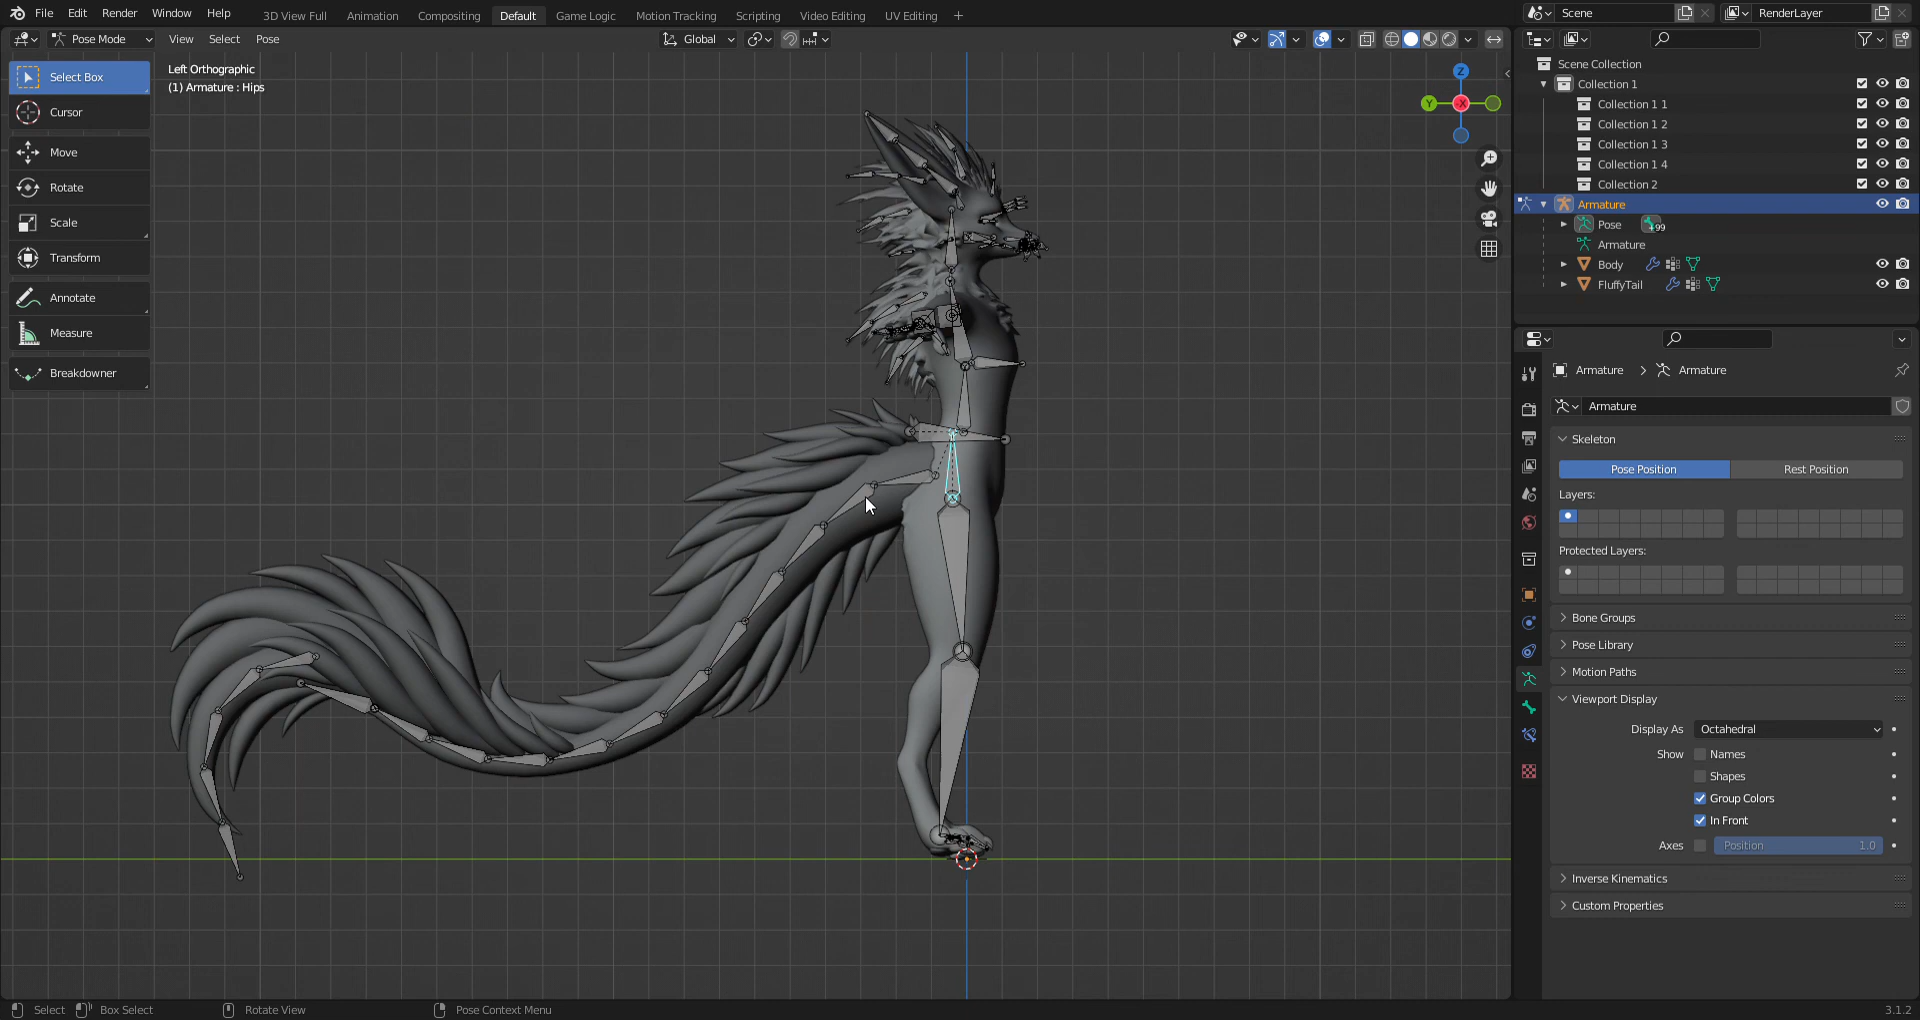 File Edit Render Window Help 3D View Full Animation Compositing Default Game Logic Motion Tracking Scripting Video Editing UV Editing +
Scene RenderLayer
Pose Mode View Select Pose Global
Select Box
Cursor
Move
Rotate
Scale
Transform
Annotate
Measure
Breakdowner
Left Orthographic
(1) Armature : Hips
Z
Y
-X
Scene Collection
Collection 1
Collection 1 1
Collection 1 2
Collection 1 3
Collection 1 4
Collection 2
Armature
Pose +99
Armature
Body
FluffyTail
Armature > Armature
Armature
Skeleton
Pose Position Rest Position
Layers:
Protected Layers:
Bone Groups
Pose Library
Motion Paths
Viewport Display
Display As Octahedral
Show Names
Shapes
Group Colors
In Front
Axes Position 1.0
Inverse Kinematics
Custom Properties
Select Box Select Rotate View Pose Context Menu 3.1.2